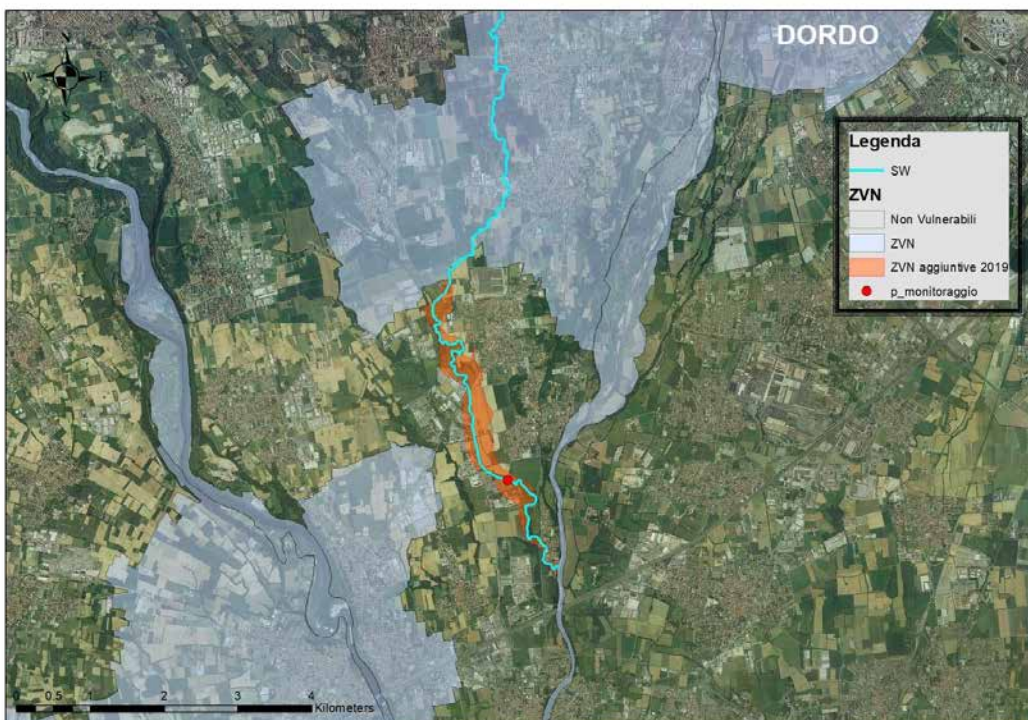 DORDO
N
W E
S
Legenda
SW
ZVN
Non Vulnerabili
ZVN
ZVN aggiuntive 2019
p_monitoraggio
0 0.5 1 2 3 4
Kilometers